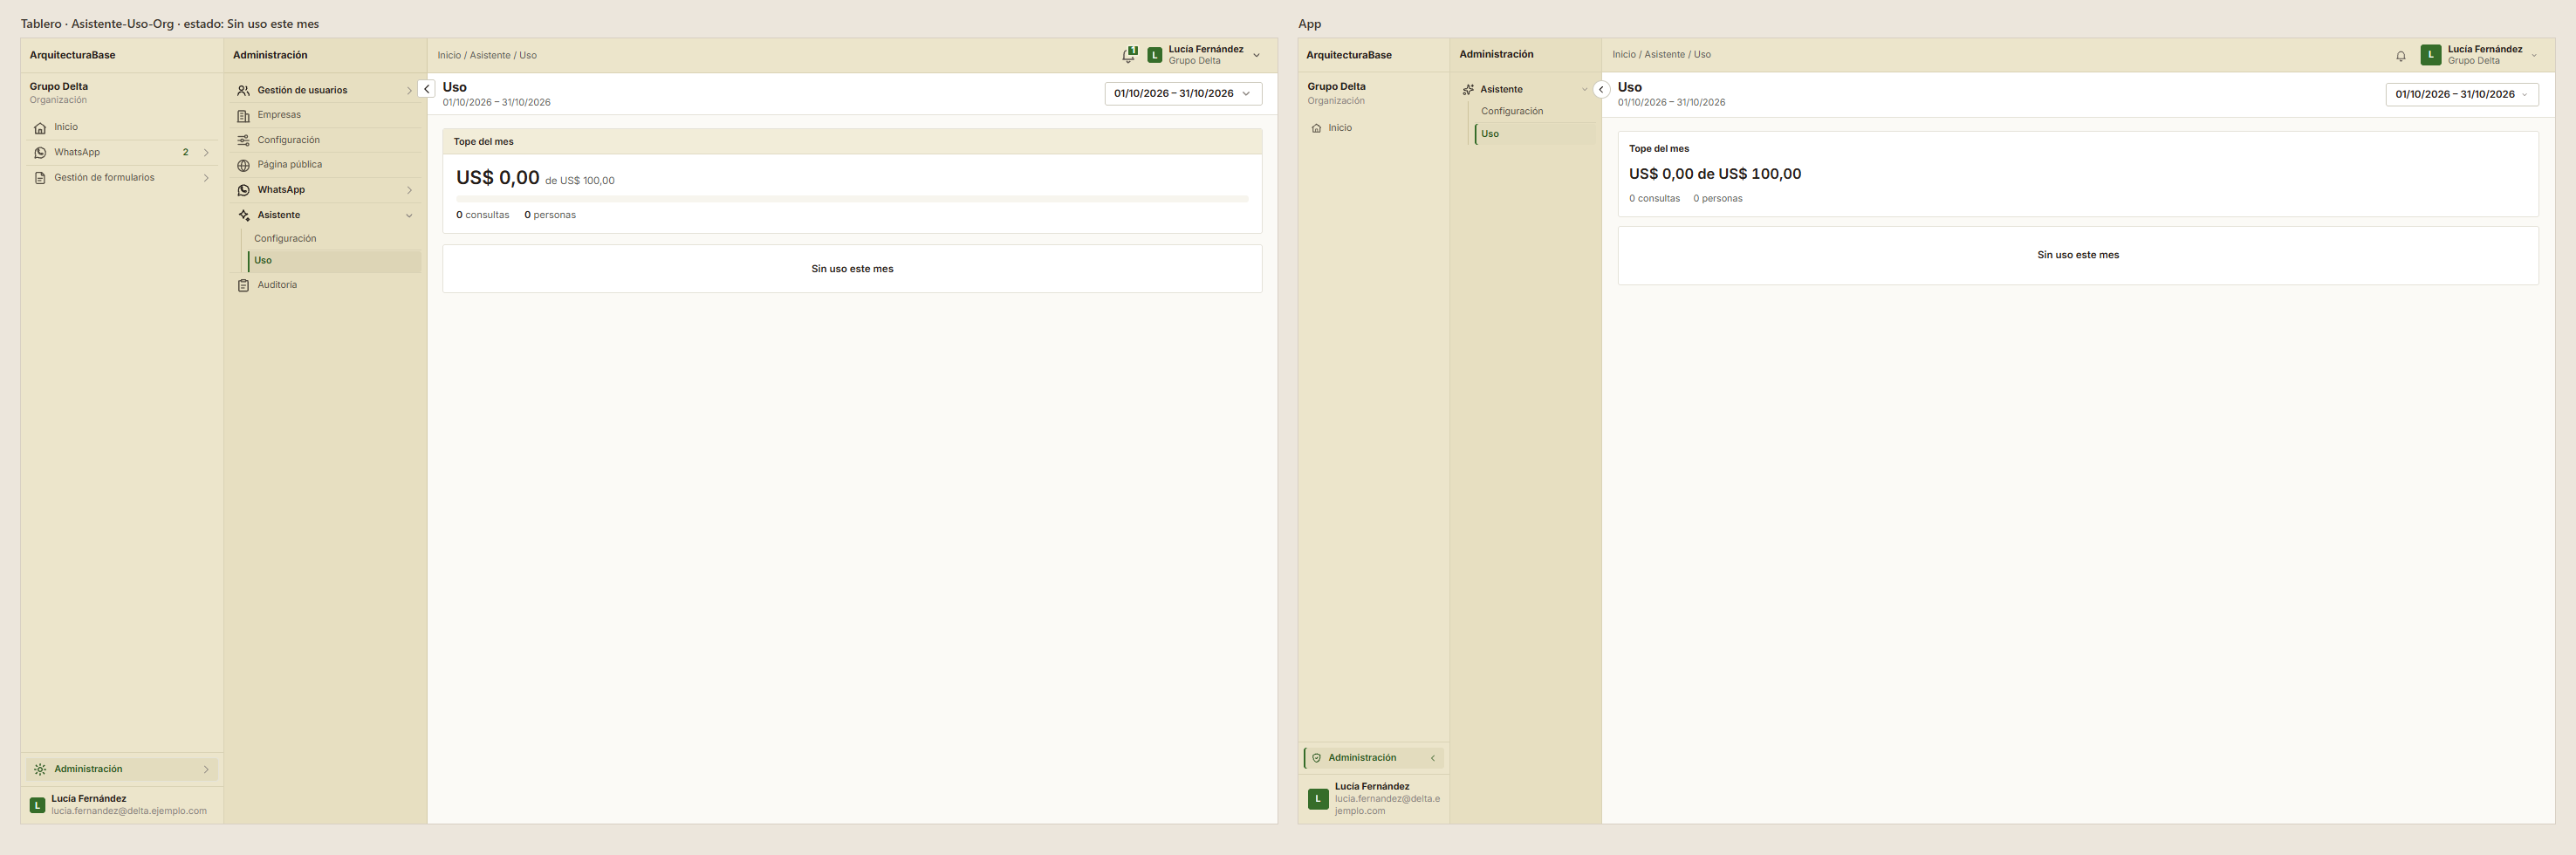 Tablero · Asistente-Uso-Org · estado: Sin uso este mes
ArquitecturaBase
Grupo Delta
Organización
Inicio
WhatsApp 2
Gestión de formularios
Administración
Lucía Fernández
lucia.fernandez@delta.ejemplo.com
Administración
Gestión de usuarios
Empresas
Configuración
Página pública
WhatsApp
Asistente
Configuración
Uso
Auditoría
Inicio / Asistente / Uso
1
L
Lucía Fernández
Grupo Delta
Uso
01/10/2026 – 31/10/2026
01/10/2026 – 31/10/2026
Tope del mes
US$ 0,00 de US$ 100,00
0 consultas 0 personas
Sin uso este mes
L
App
ArquitecturaBase
Grupo Delta
Organización
Inicio
Administración
L
Lucía Fernández
lucia.fernandez@delta.e
jemplo.com
Administración
Asistente
Configuración
Uso
Inicio / Asistente / Uso
L
Lucía Fernández
Grupo Delta
Uso
01/10/2026 – 31/10/2026
01/10/2026 – 31/10/2026
Tope del mes
US$ 0,00 de US$ 100,00
0 consultas 0 personas
Sin uso este mes